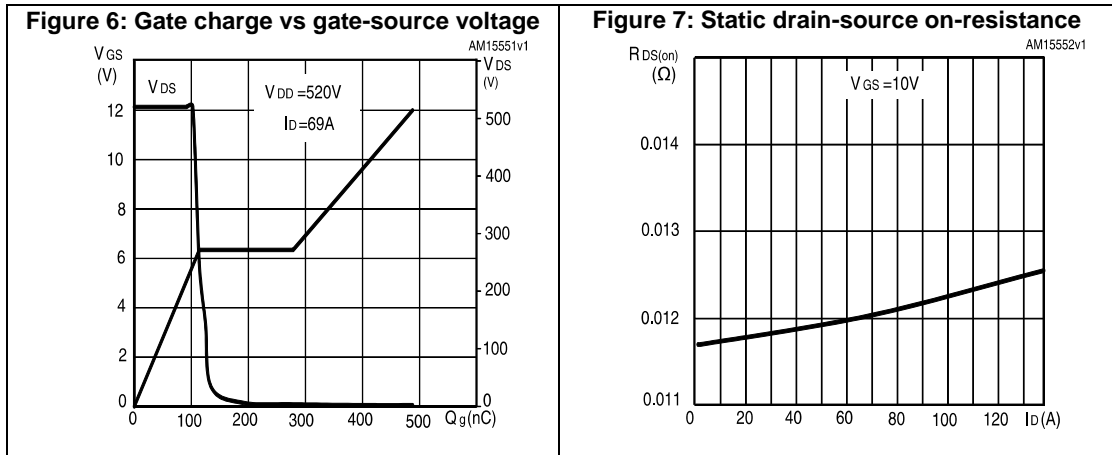 Figure 6: Gate charge vs gate-source voltage
AM15551v1
VGS
(V)
VDS
(V)
VDS
VDD=520V
ID=69A
12
10
8
6
4
2
0
500
400
300
200
100
0
0 100 200 300 400 500 Qg(nC)
Figure 7: Static drain-source on-resistance
AM15552v1
RDS(on)
(Ω)
VGS=10V
0.014
0.013
0.012
0.011
0 20 40 60 80 100 120 ID(A)